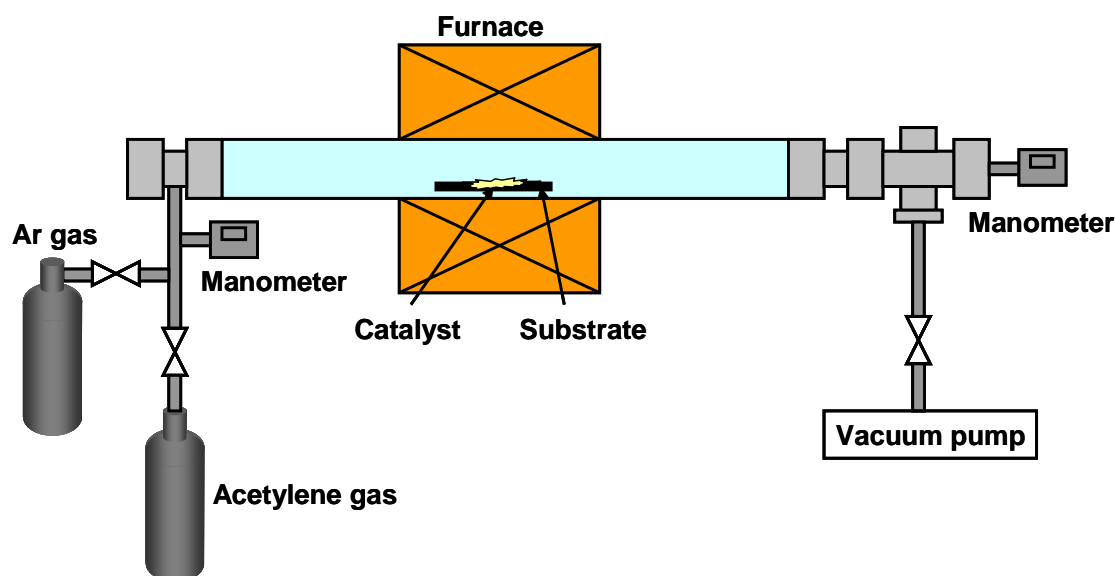 Furnace
Ar gas
Manometer
Manometer
Catalyst
Substrate
Vacuum pump
Acetylene gas